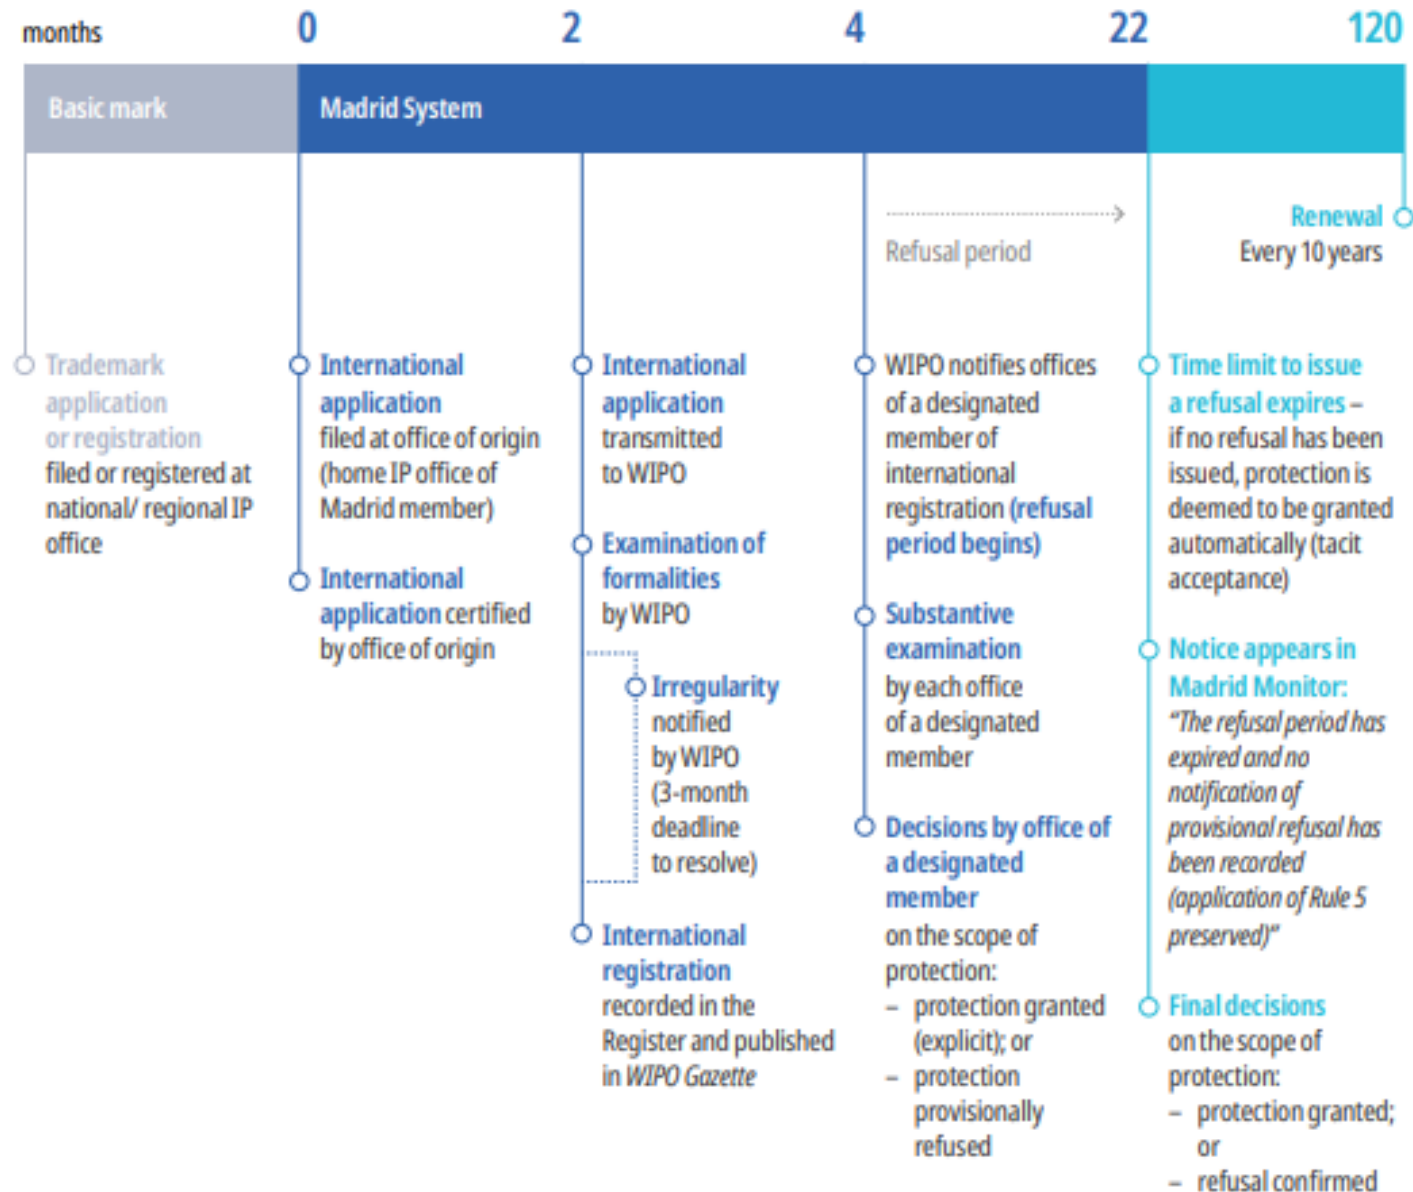 months
0
2
4
22
120
Basic mark
Madrid System
Refusal period
Renewal
Every 10 years
Trademark
application
or registration
filed or registered at
national/ regional IP
office
International
application
filed at office of origin
(home IP office of
Madrid member)
International
application certified
by office of origin
International
application
transmitted
to WIPO
Examination of
formalities
by WIPO
Irregularity
notified
by WIPO
(3-month
deadline
to resolve)
International
registration
recorded in the
Register and published
in WIPO Gazette
WIPO notifies offices
of a designated
member of
international
registration (refusal
period begins)
Substantive
examination
by each office
of a designated
member
Decisions by office of
a designated
member
on the scope of
protection:
– protection granted
(explicit); or
– protection
provisionally
refused
Time limit to issue
a refusal expires –
if no refusal has been
issued, protection is
deemed to be granted
automatically (tacit
acceptance)
Notice appears in
Madrid Monitor:
“The refusal period has
expired and no
notification of
provisional refusal has
been recorded
(application of Rule 5
preserved)”
Final decisions
on the scope of
protection:
– protection granted;
or
– refusal confirmed